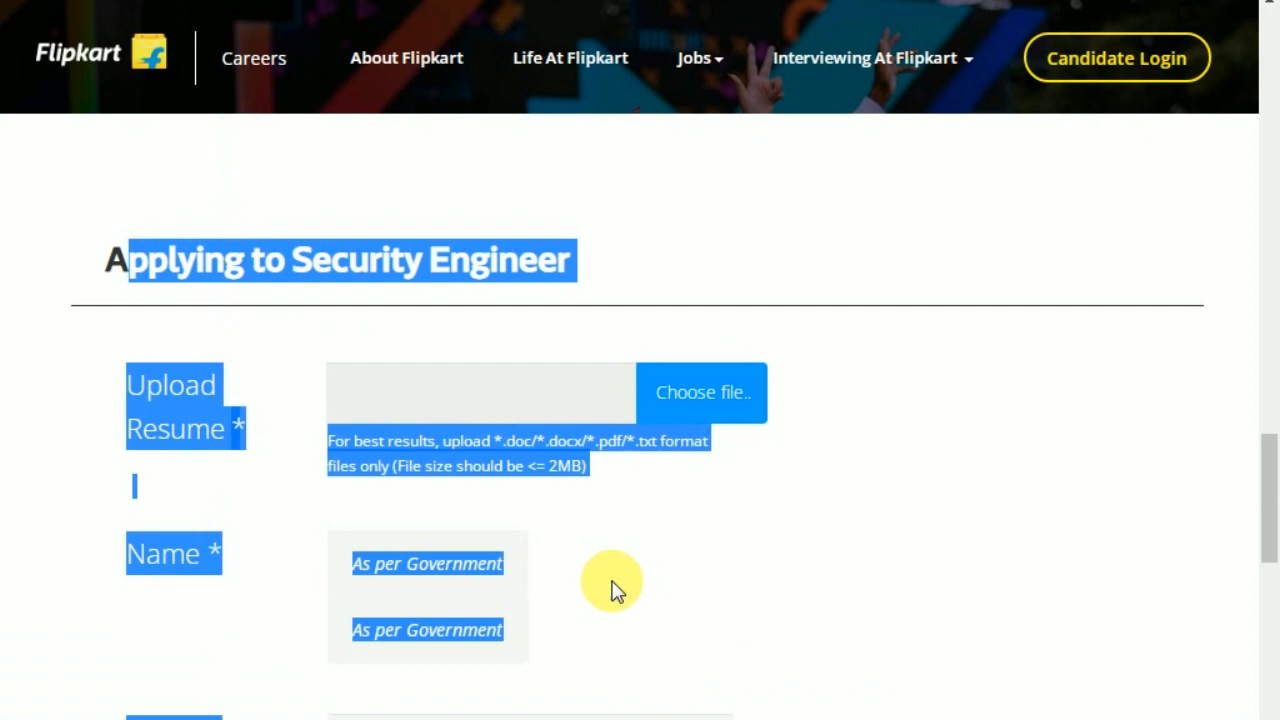 Flipkart
Careers
About Flipkart
Life At Flipkart
Jobs
Interviewing At Flipkart
Candidate Login
Applying to Security Engineer
Upload
Resume *
Choose file..
For best results, upload *.doc/*.docx/*.pdf/*.txt format
files only (File size should be <= 2MB)
Name *
As per Government
As per Government